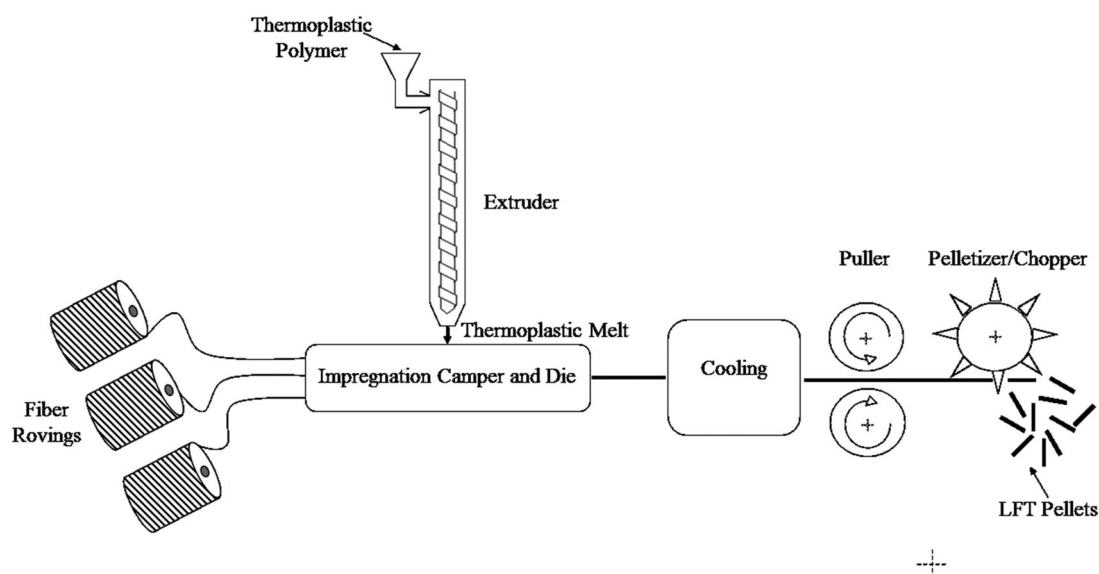 Thermoplastic
Polymer
Extruder
Puller
Pelletizer/Chopper
Thermoplastic Melt
Impregnation Camper and Die
Cooling
Fiber
Rovings
LFT Pellets